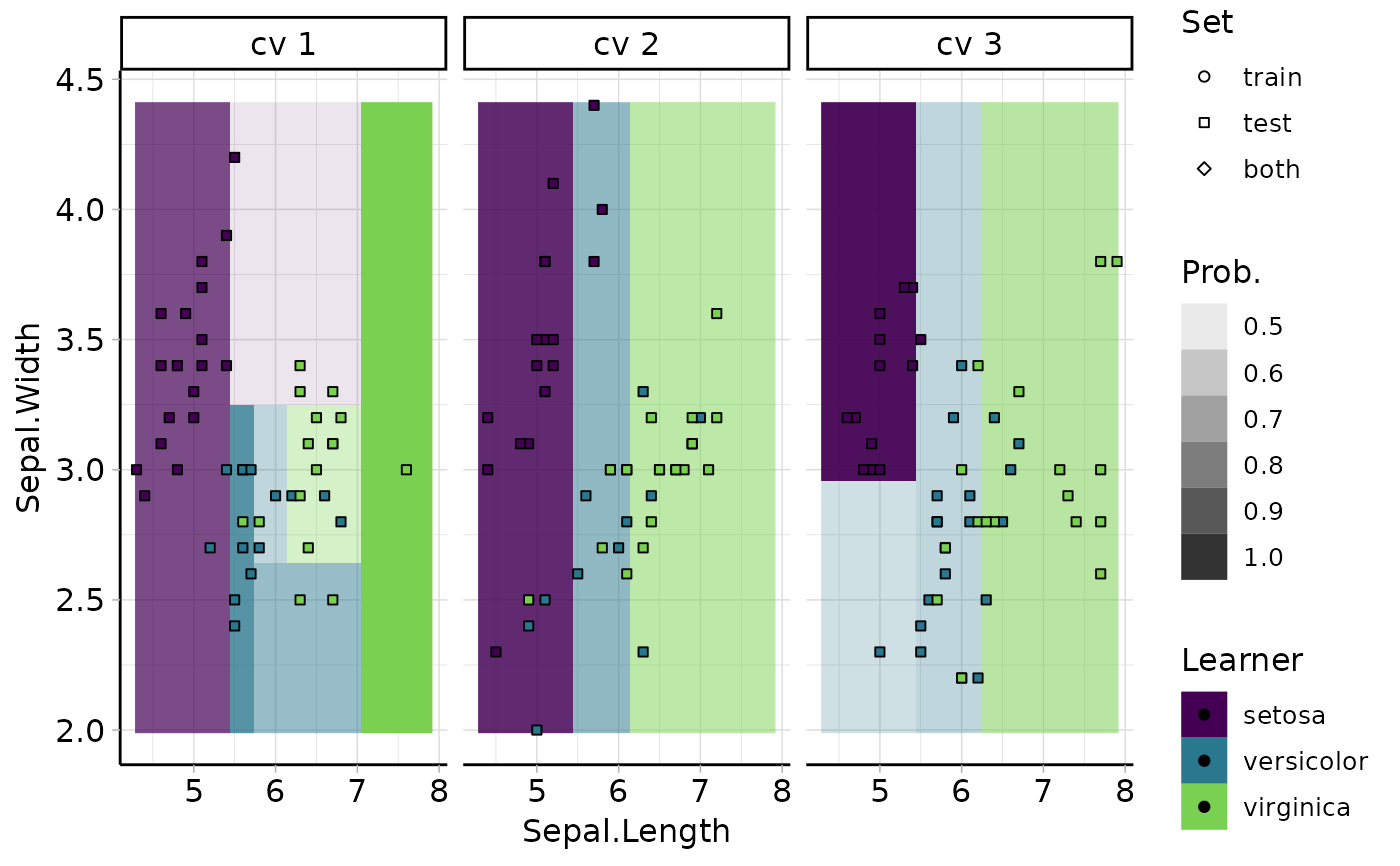 cv 1
cv 2
cv 3
4.5
4.0
3.5
3.0
2.5
2.0
Sepal.Width
5 6 7 8
5 6 7 8
5 6 7 8
Sepal.Length
Set
train
test
both
Prob.
0.5
0.6
0.7
0.8
0.9
1.0
Learner
setosa
versicolor
virginica